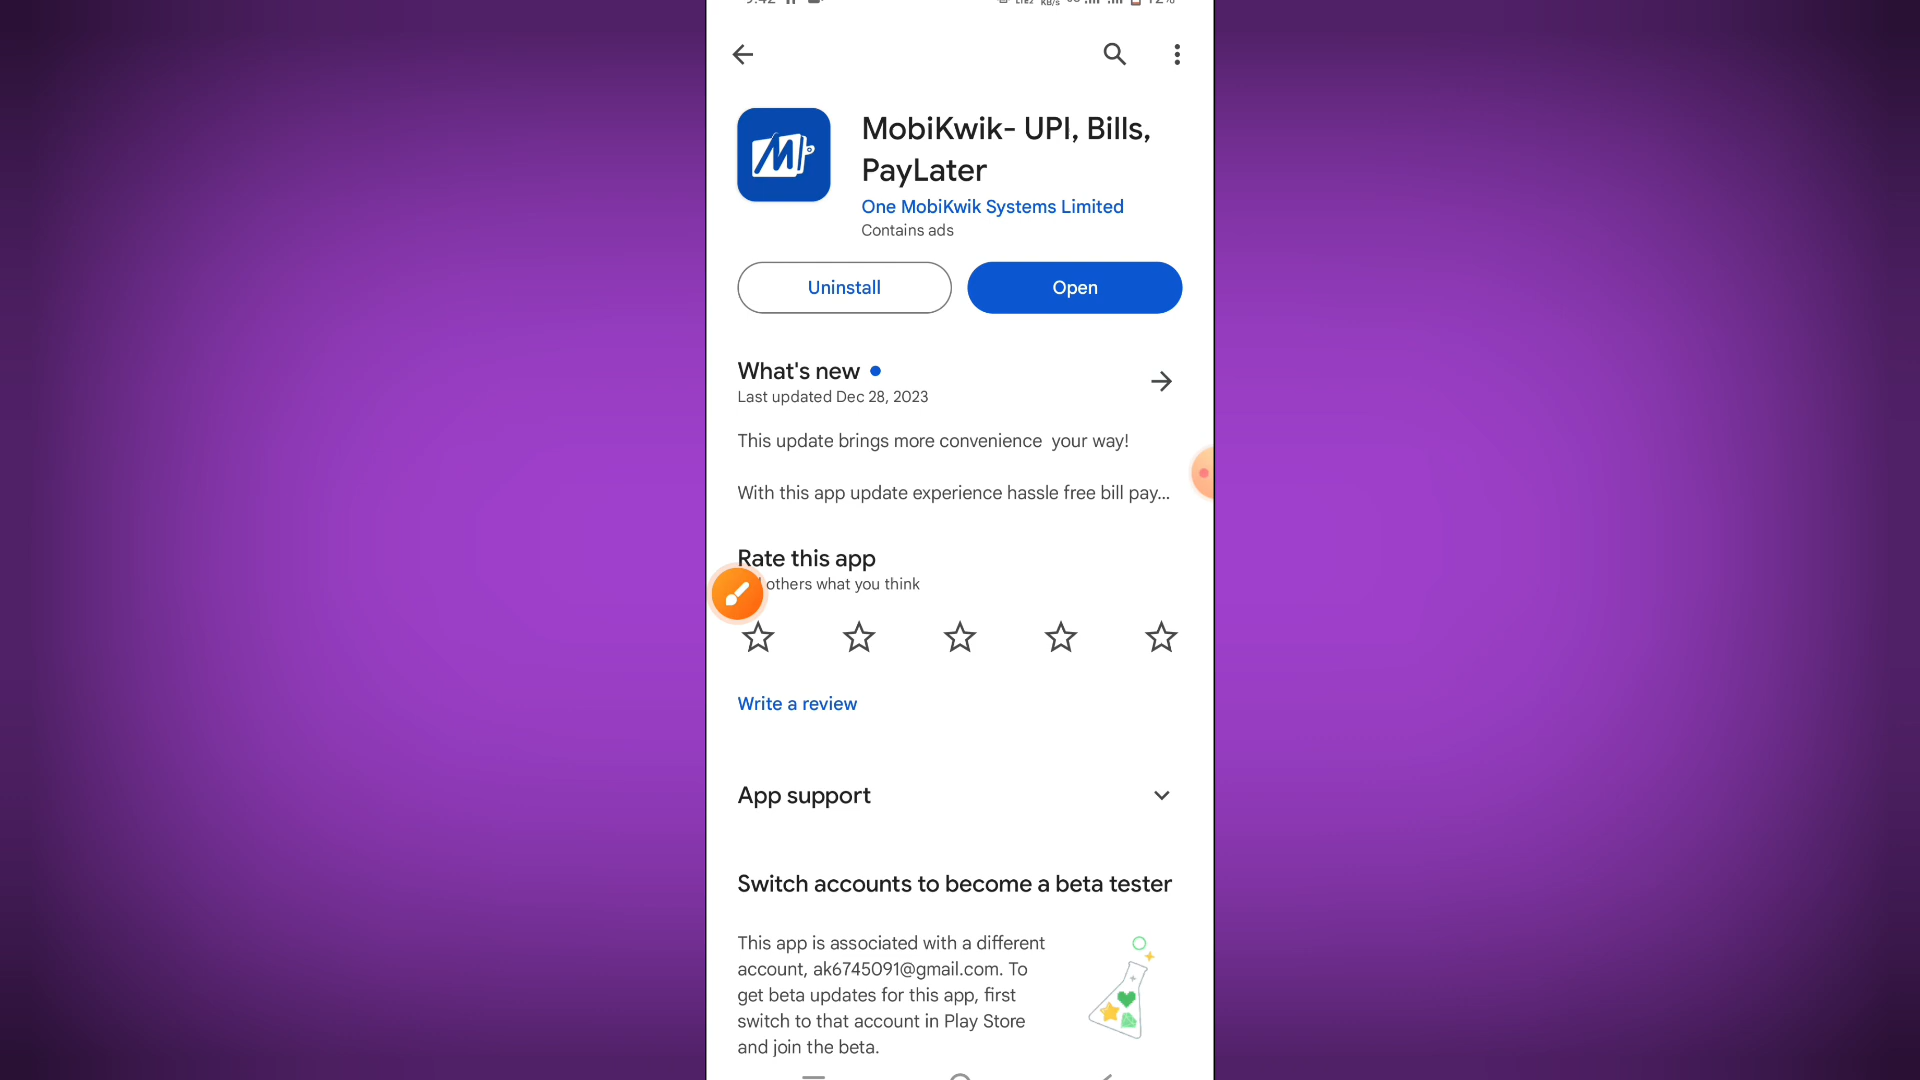 MobiKwik- UPI, Bills,
PayLater
One MobiKwik Systems Limited
Contains ads
Uninstall
Open
What's new
Last updated Dec 28, 2023
This update brings more convenience  your way!
With this app update experience hassle free bill pay...
Rate this app
others what you think
Write a review
App support
Switch accounts to become a beta tester
This app is associated with a different
account, ak6745091@gmail.com. To
get beta updates for this app, first
switch to that account in Play Store
and join the beta.